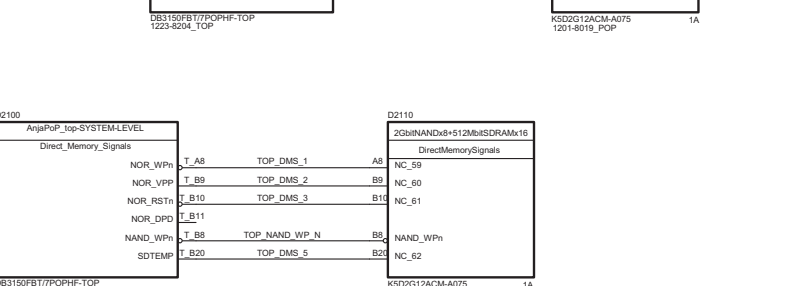 DB3150FBT/7POPHF-TOP
1223-8204_TOP
K5D2G12ACM-A075 1A
1201-8019_POP
D2100 D2110
AnjaPoP_top-SYSTEM-LEVEL 2GbitNANDx8+512MbitSDRAMx16
Direct_Memory_Signals DirectMemorySignals
NOR_WPn T_A8 TOP_DMS_1 A8 NC_59
NOR_VPP T_B9 TOP_DMS_2 B9 NC_60
NOR_RSTn T_B10 TOP_DMS_3 B10 NC_61
NOR_DPD T_B11
NAND_WPn T_B8 TOP_NAND_WP_N B8 NAND_WPn
SDTEMP T_B20 TOP_DMS_5 B20 NC_62
DB3150FBT/7POPHF-TOP K5D2G12ACM-A075 1A